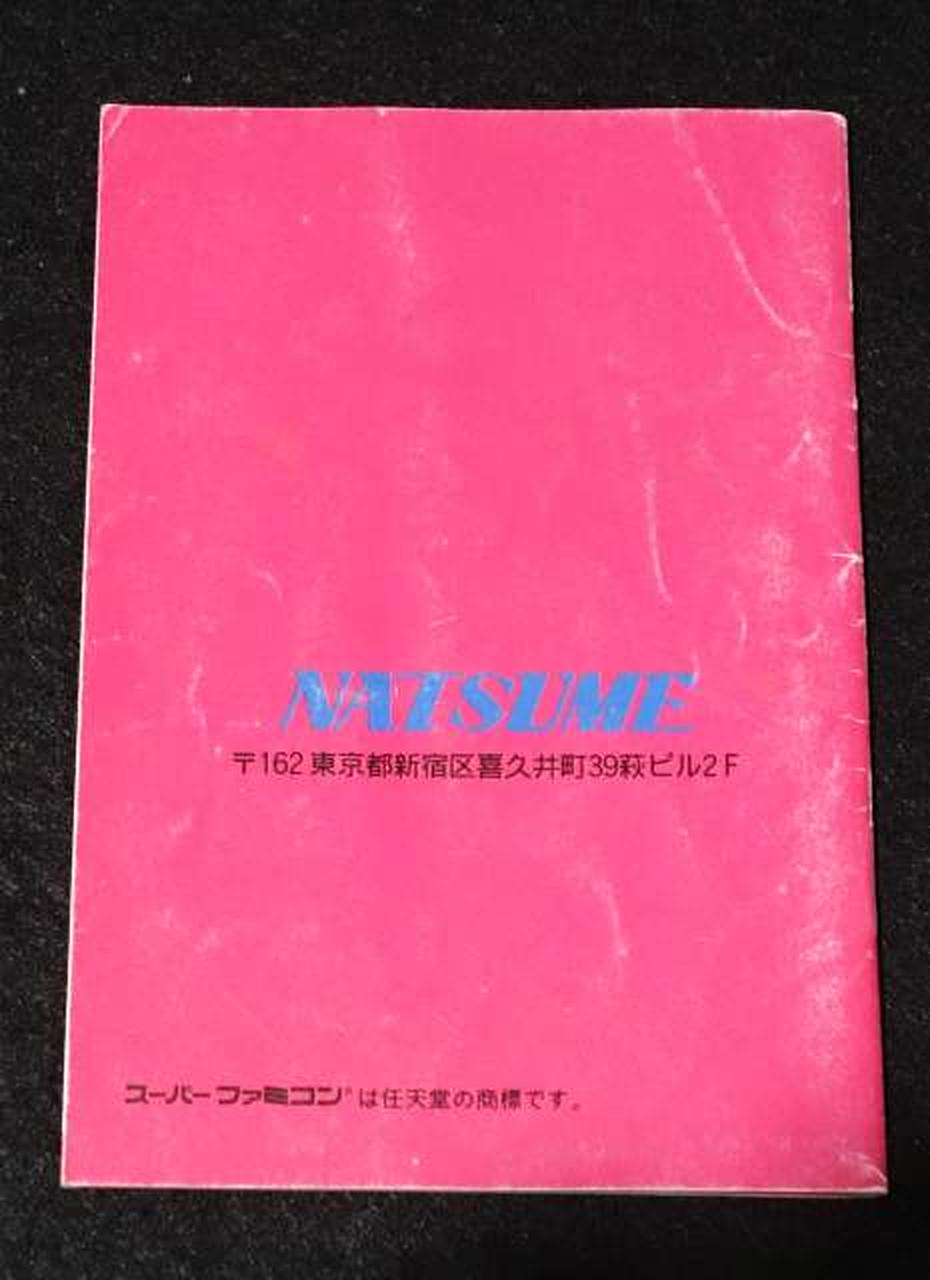 NATSUME
〒162 東京都新宿区喜久井町39萩ビル2F
スーパーファミコン®は任天堂の商標です。